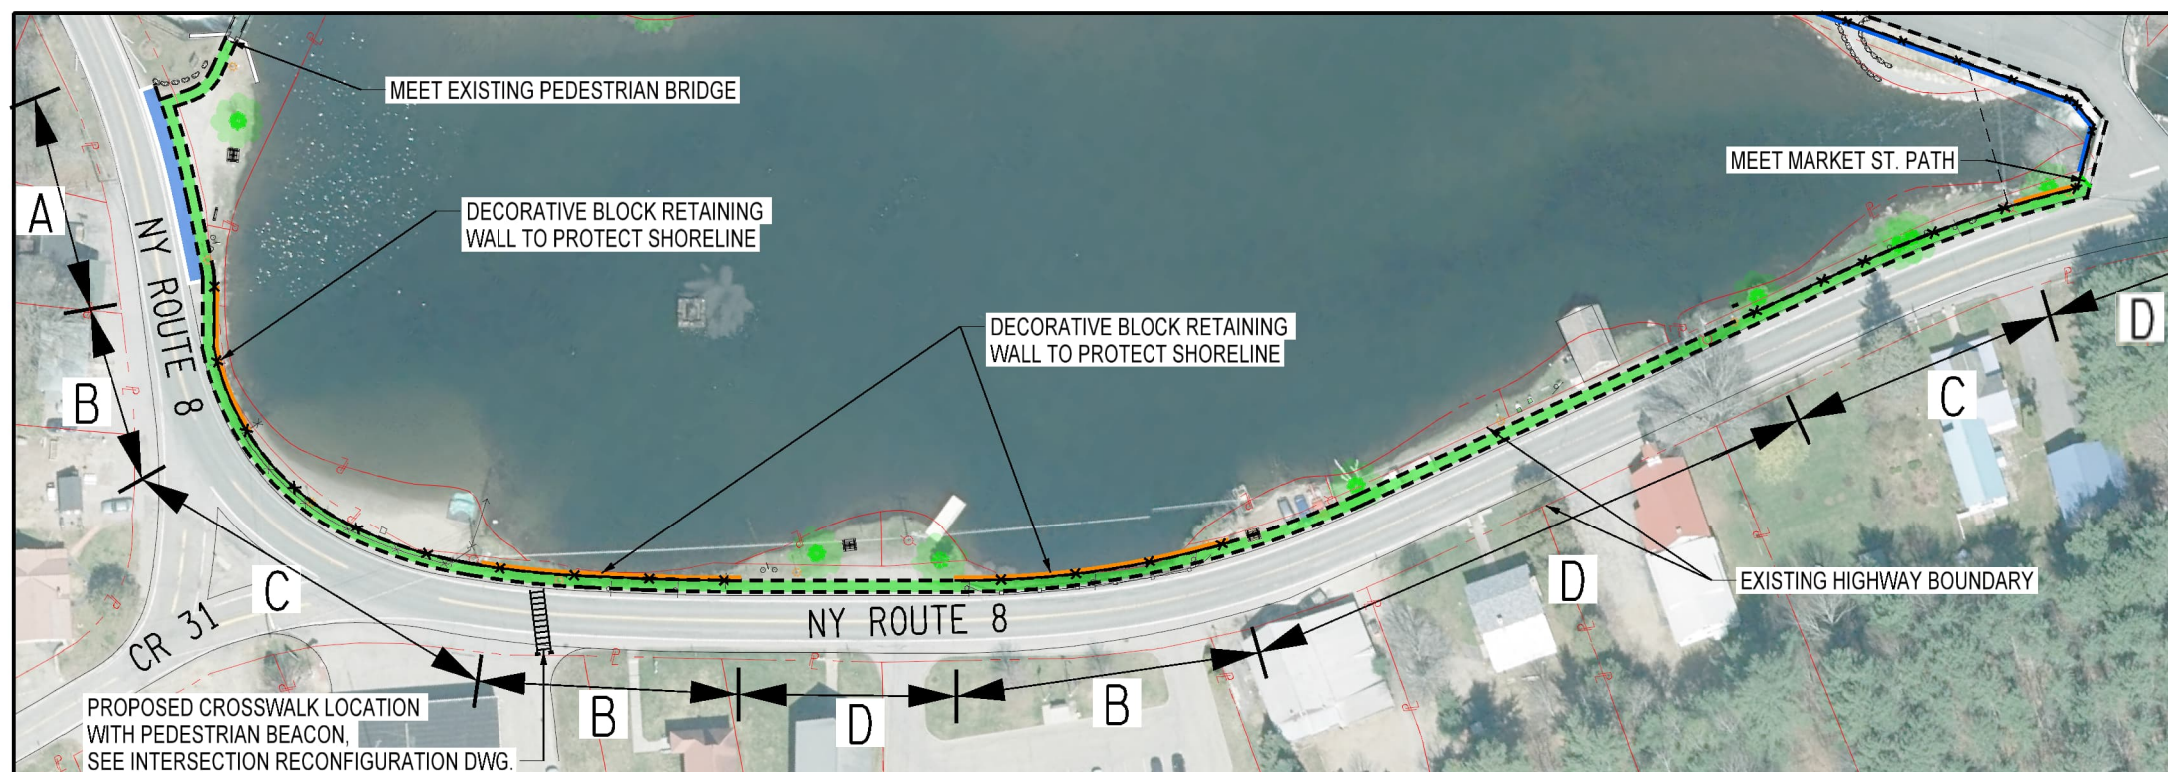 MEET EXISTING PEDESTRIAN BRIDGE
MEET MARKET ST. PATH
A
DECORATIVE BLOCK RETAINING
WALL TO PROTECT SHORELINE
NY ROUTE 8
D
DECORATIVE BLOCK RETAINING
WALL TO PROTECT SHORELINE
B
C
C
D
EXISTING HIGHWAY BOUNDARY
NY ROUTE 8
CR 31
B
D
B
PROPOSED CROSSWALK LOCATION
WITH PEDESTRIAN BEACON,
SEE INTERSECTION RECONFIGURATION DWG.